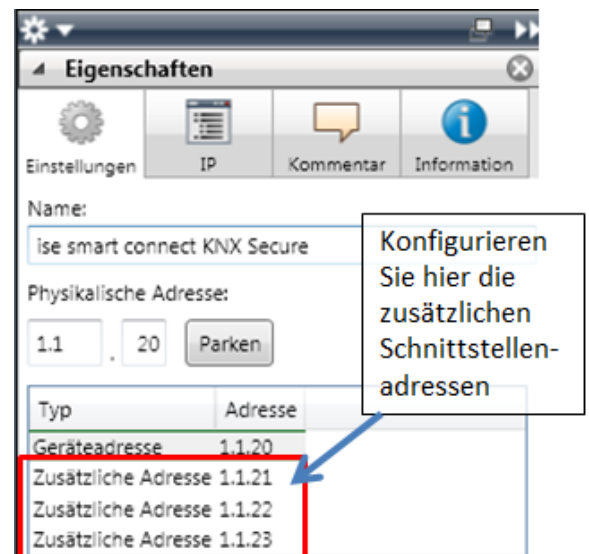 Eigenschaften
Einstellungen
IP
Kommentar
Information
Name:
ise smart connect KNX Secure
Physikalische Adresse:
1.1 . 20 Parken
Konfigurieren
Sie hier die
zusätzlichen
Schnittstellen-
adressen
Typ Adresse
Geräteadresse 1.1.20
Zusätzliche Adresse 1.1.21
Zusätzliche Adresse 1.1.22
Zusätzliche Adresse 1.1.23